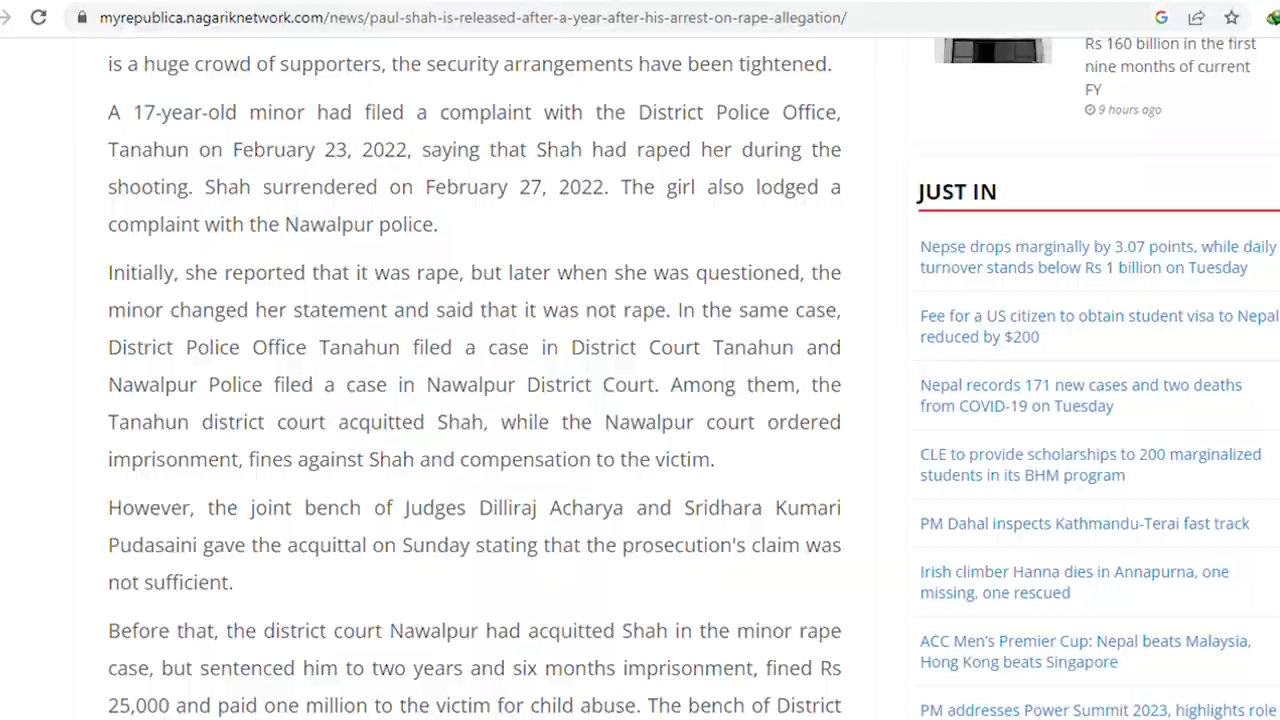 myrepublica.nagariknetwork.com/news/paul-shah-is-released-after-a-year-after-his-arrest-on-rape-allegation/
is a huge crowd of supporters, the security arrangements have been tightened.
A 17-year-old minor had filed a complaint with the District Police Office,
Tanahun on February 23, 2022, saying that Shah had raped her during the
shooting. Shah surrendered on February 27, 2022. The girl also lodged a
complaint with the Nawalpur police.
Initially, she reported that it was rape, but later when she was questioned, the
minor changed her statement and said that it was not rape. In the same case,
District Police Office Tanahun filed a case in District Court Tanahun and
Nawalpur Police filed a case in Nawalpur District Court. Among them, the
Tanahun district court acquitted Shah, while the Nawalpur court ordered
imprisonment, fines against Shah and compensation to the victim.
However, the joint bench of Judges Dilliraj Acharya and Sridhara Kumari
Pudasaini gave the acquittal on Sunday stating that the prosecution's claim was
not sufficient.
Before that, the district court Nawalpur had acquitted Shah in the minor rape
case, but sentenced him to two years and six months imprisonment, fined Rs
25,000 and paid one million to the victim for child abuse. The bench of District
Rs 160 billion in the first
nine months of current
FY
9 hours ago
JUST IN
Nepse drops marginally by 3.07 points, while daily
turnover stands below Rs 1 billion on Tuesday
Fee for a US citizen to obtain student visa to Nepal
reduced by $200
Nepal records 171 new cases and two deaths
from COVID-19 on Tuesday
CLE to provide scholarships to 200 marginalized
students in its BHM program
PM Dahal inspects Kathmandu-Terai fast track
Irish climber Hanna dies in Annapurna, one
missing, one rescued
ACC Men's Premier Cup: Nepal beats Malaysia,
Hong Kong beats Singapore
PM addresses Power Summit 2023, highlights role